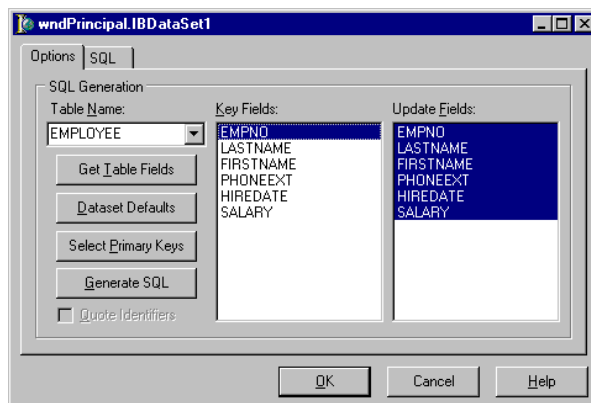 wndPrincipal.IBDataSet1
Options
SQL
SQL Generation
Table Name:
EMPLOYEE
Get Table Fields
Dataset Defaults
Select Primary Keys
Generate SQL
Quote Identifiers
Key Fields:
EMPNO
LASTNAME
FIRSTNAME
PHONEEXT
HIREDATE
SALARY
Update Fields:
EMPNO
LASTNAME
FIRSTNAME
PHONEEXT
HIREDATE
SALARY
OK
Cancel
Help